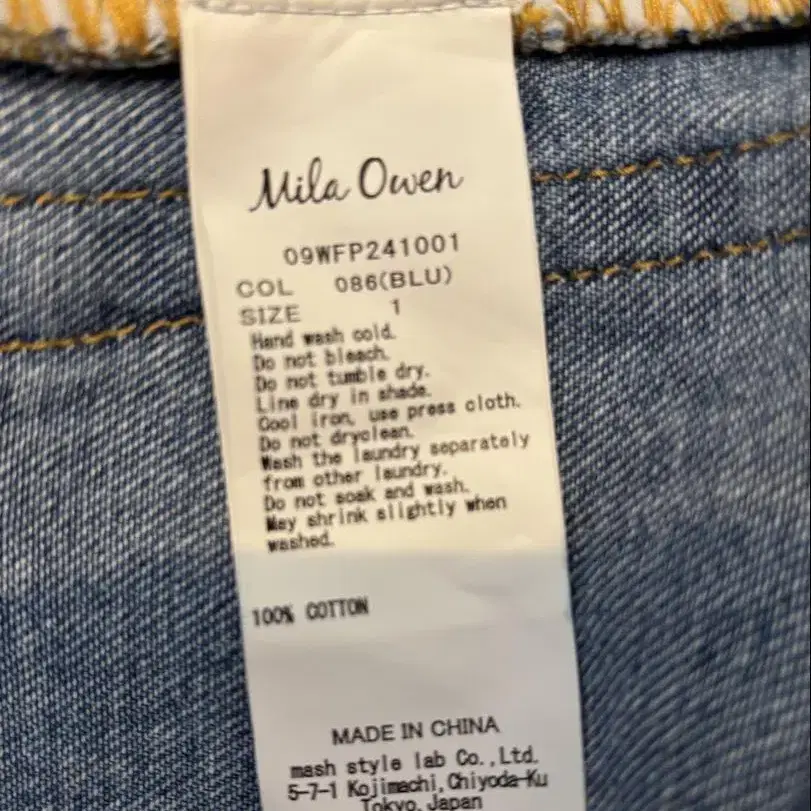 Mila Owen
09WFP241001
COL 086(BLU)
SIZE 1
Hand wash cold.
Do not bleach.
Do not tumble dry.
Line dry in shade.
Cool iron, use press cloth.
Do not dryclean.
Wash the laundry separately
from other laundry.
Do not soak and wash.
May shrink slightly when
washed.
100% COTTON
MADE IN CHINA
mash style lab Co.,Ltd.
5-7-1 Kojimachi,Chiyoda-Ku
Tokyo,Japan